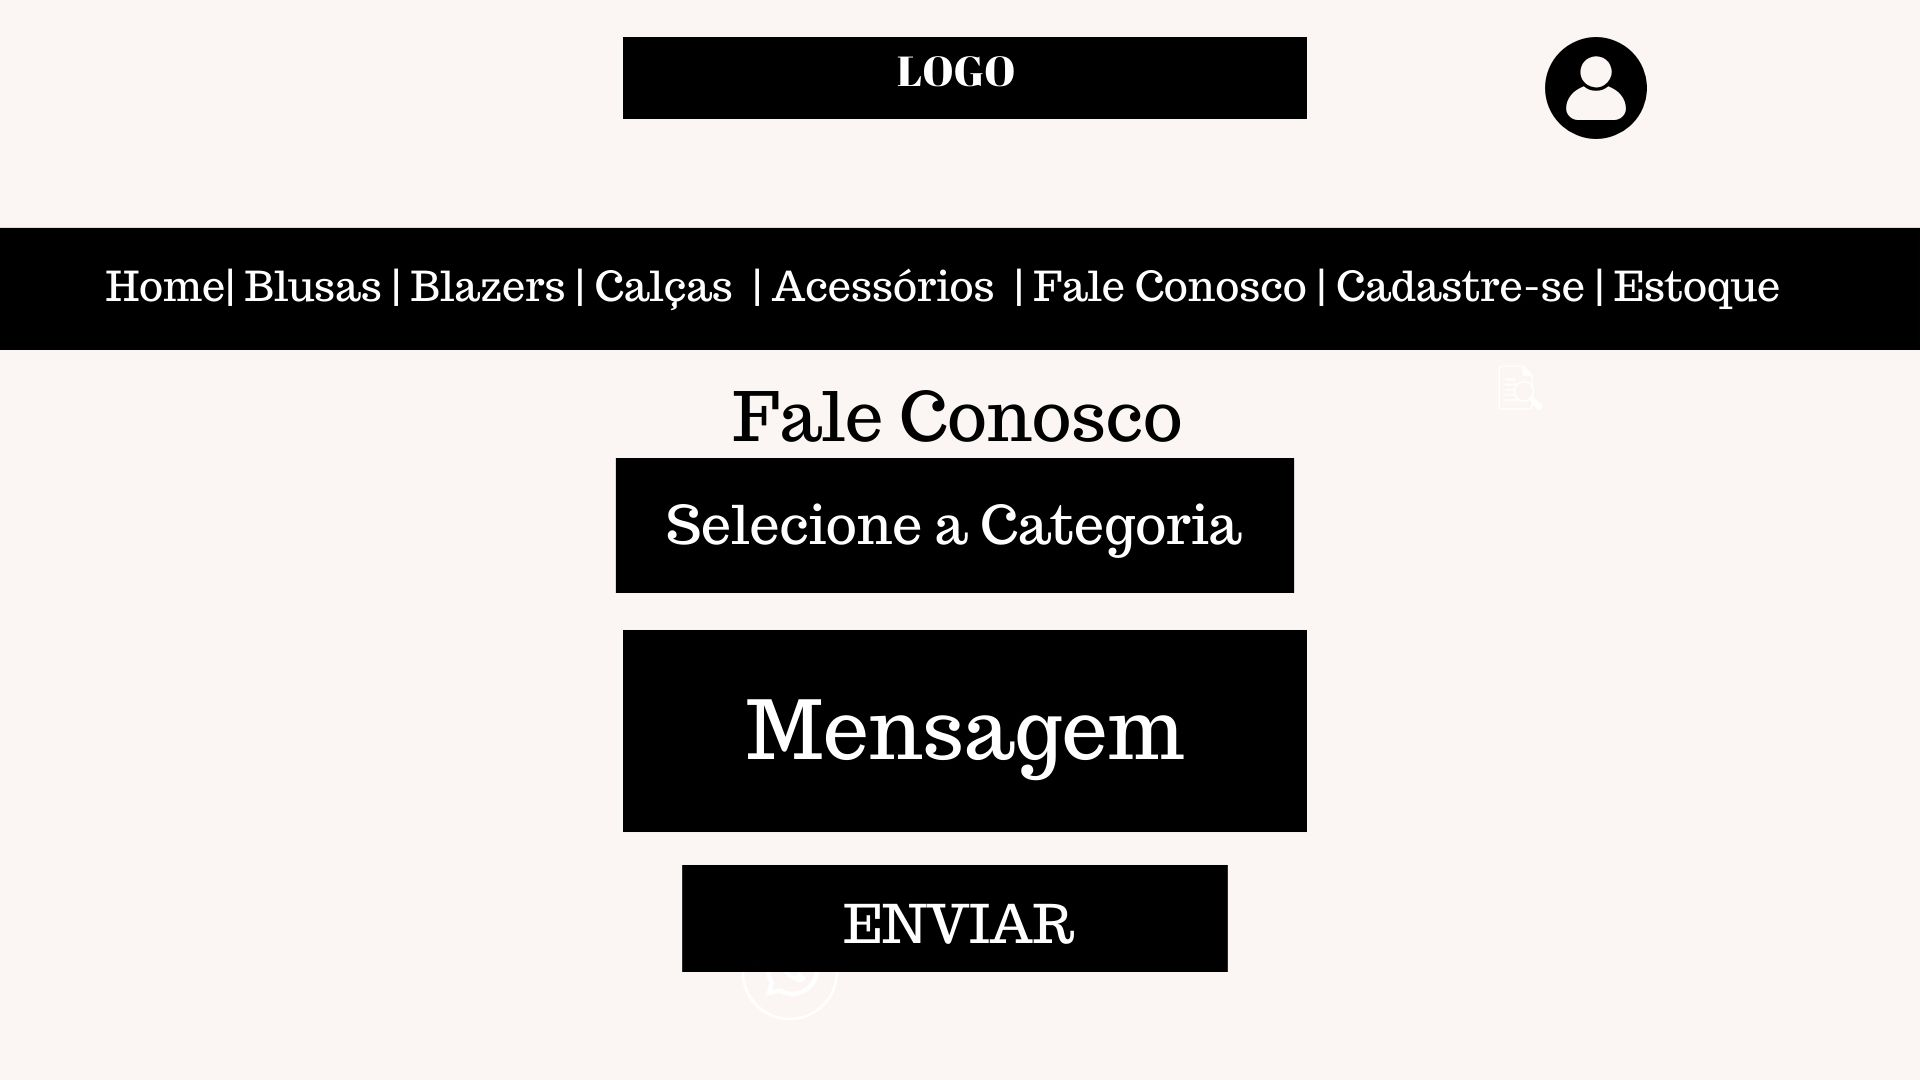 LOGO
Home| Blusas | Blazers | Calças | Acessórios | Fale Conosco | Cadastre-se | Estoque
Fale Conosco
Selecione a Categoria
Mensagem
ENVIAR